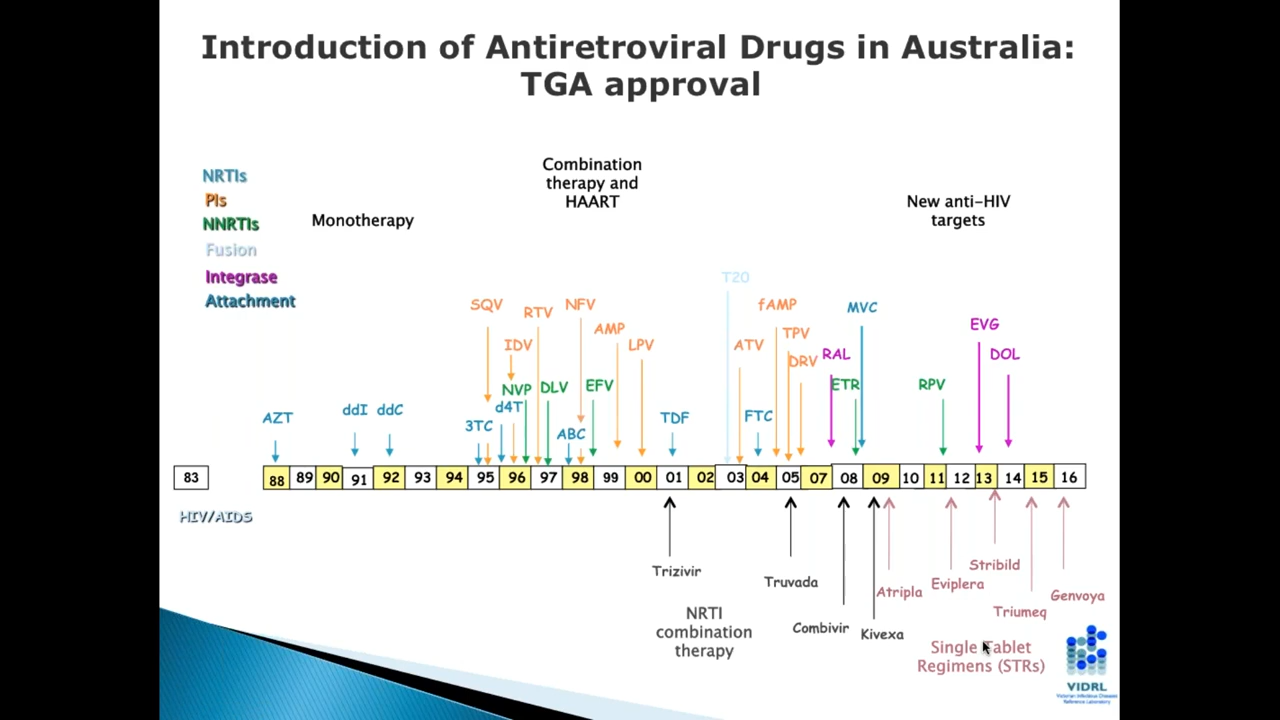 Introduction of Antiretroviral Drugs in Australia:
TGA approval
NRTIs
PIs
NNRTIs
Fusion
Integrase
Attachment
Monotherapy
Combination
therapy and
HAART
New anti-HIV
targets
T20
SQV
RTV
NFV
fAMP
MVC
IDV
AMP
LPV
ATV
TPV
DRV
RAL
EVG
DOL
NVP
DLV
EFV
ETR
RPV
AZT
ddI
ddC
3TC
d4T
ABC
TDF
FTC
83 88 89 90 91 92 93 94 95 96 97 98 99 00 01 02 03 04 05 07 08 09 10 11 12 13 14 15 16
HIV/AIDS
Trizivir
Truvada
Combivir
Kivexa
Atripla
Eviplera
Stribild
Triumeq
Genvoya
NRTI
combination
therapy
Single Tablet
Regimens (STRs)
VIDRL
Victorian Infectious Diseases
Reference Laboratory